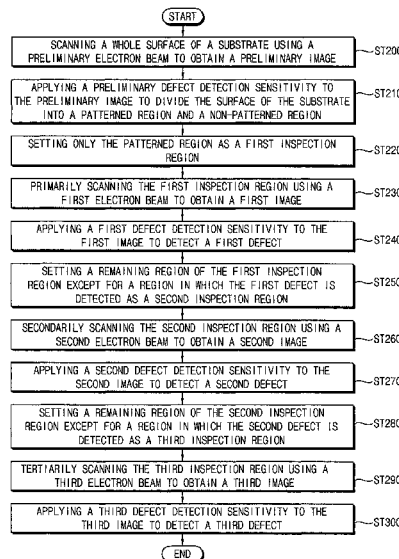 START
SCANNING A WHOLE SURFACE OF A SUBSTRATE USING A
PRELIMINARY ELECTRON BEAM TO OBTAIN A PRELIMINARY IMAGE
ST200
APPLYING A PRELIMINARY DEFECT DETECTION SENSITIVITY TO
THE PRELIMINARY IMAGE TO DIVIDE THE SURFACE OF THE SUBSTRATE
INTO A PATTERNED REGION AND A NON-PATTERNED REGION
ST210
SETTING ONLY THE PATTERNED REGION AS A FIRST INSPECTION
REGION
ST220
PRIMARILY SCANNING THE FIRST INSPECTION REGION USING A
FIRST ELECTRON BEAM TO OBTAIN A FIRST IMAGE
ST230
APPLYING A FIRST DEFECT DETECTION SENSITIVITY TO THE
FIRST IMAGE TO DETECT A FIRST DEFECT
ST240
SETTING A REMAINING REGION OF THE FIRST INSPECTION
REGION EXCEPT FOR A REGION IN WHICH THE FIRST DEFECT IS
DETECTED AS A SECOND INSPECTION REGION
ST250
SECONDARILY SCANNING THE SECOND INSPECTION REGION USING A
SECOND ELECTRON BEAM TO OBTAIN A SECOND IMAGE
ST260
APPLYING A SECOND DEFECT DETECTION SENSITIVITY TO THE
SECOND IMAGE TO DETECT A SECOND DEFECT
ST270
SETTING A REMAINING REGION OF THE SECOND INSPECTION
REGION EXCEPT FOR A REGION IN WHICH THE SECOND DEFECT IS
DETECTED AS A THIRD INSPECTION REGION
ST280
TERTIARILY SCANNING THE THIRD INSPECTION REGION USING A
THIRD ELECTRON BEAM TO OBTAIN A THIRD IMAGE
ST290
APPLYING A THIRD DEFECT DETECTION SENSITIVITY TO THE
THIRD IMAGE TO DETECT A THIRD DEFECT
ST300
END